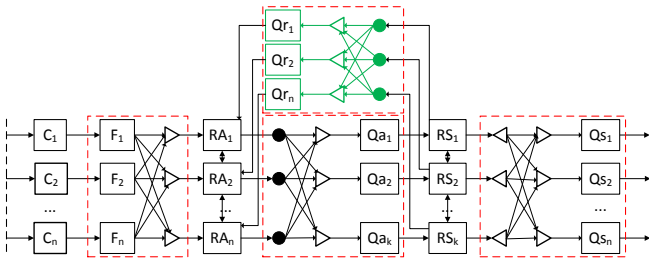 Qr₁
Qr₂
Qrₙ
C₁ F₁ RA₁ Qa₁ RS₁ Qs₁
C₂ F₂ RA₂ Qa₂ RS₂ Qs₂
... ... ... ...
Cₙ Fₙ RAₙ Qaₖ RSₖ Qsₙ